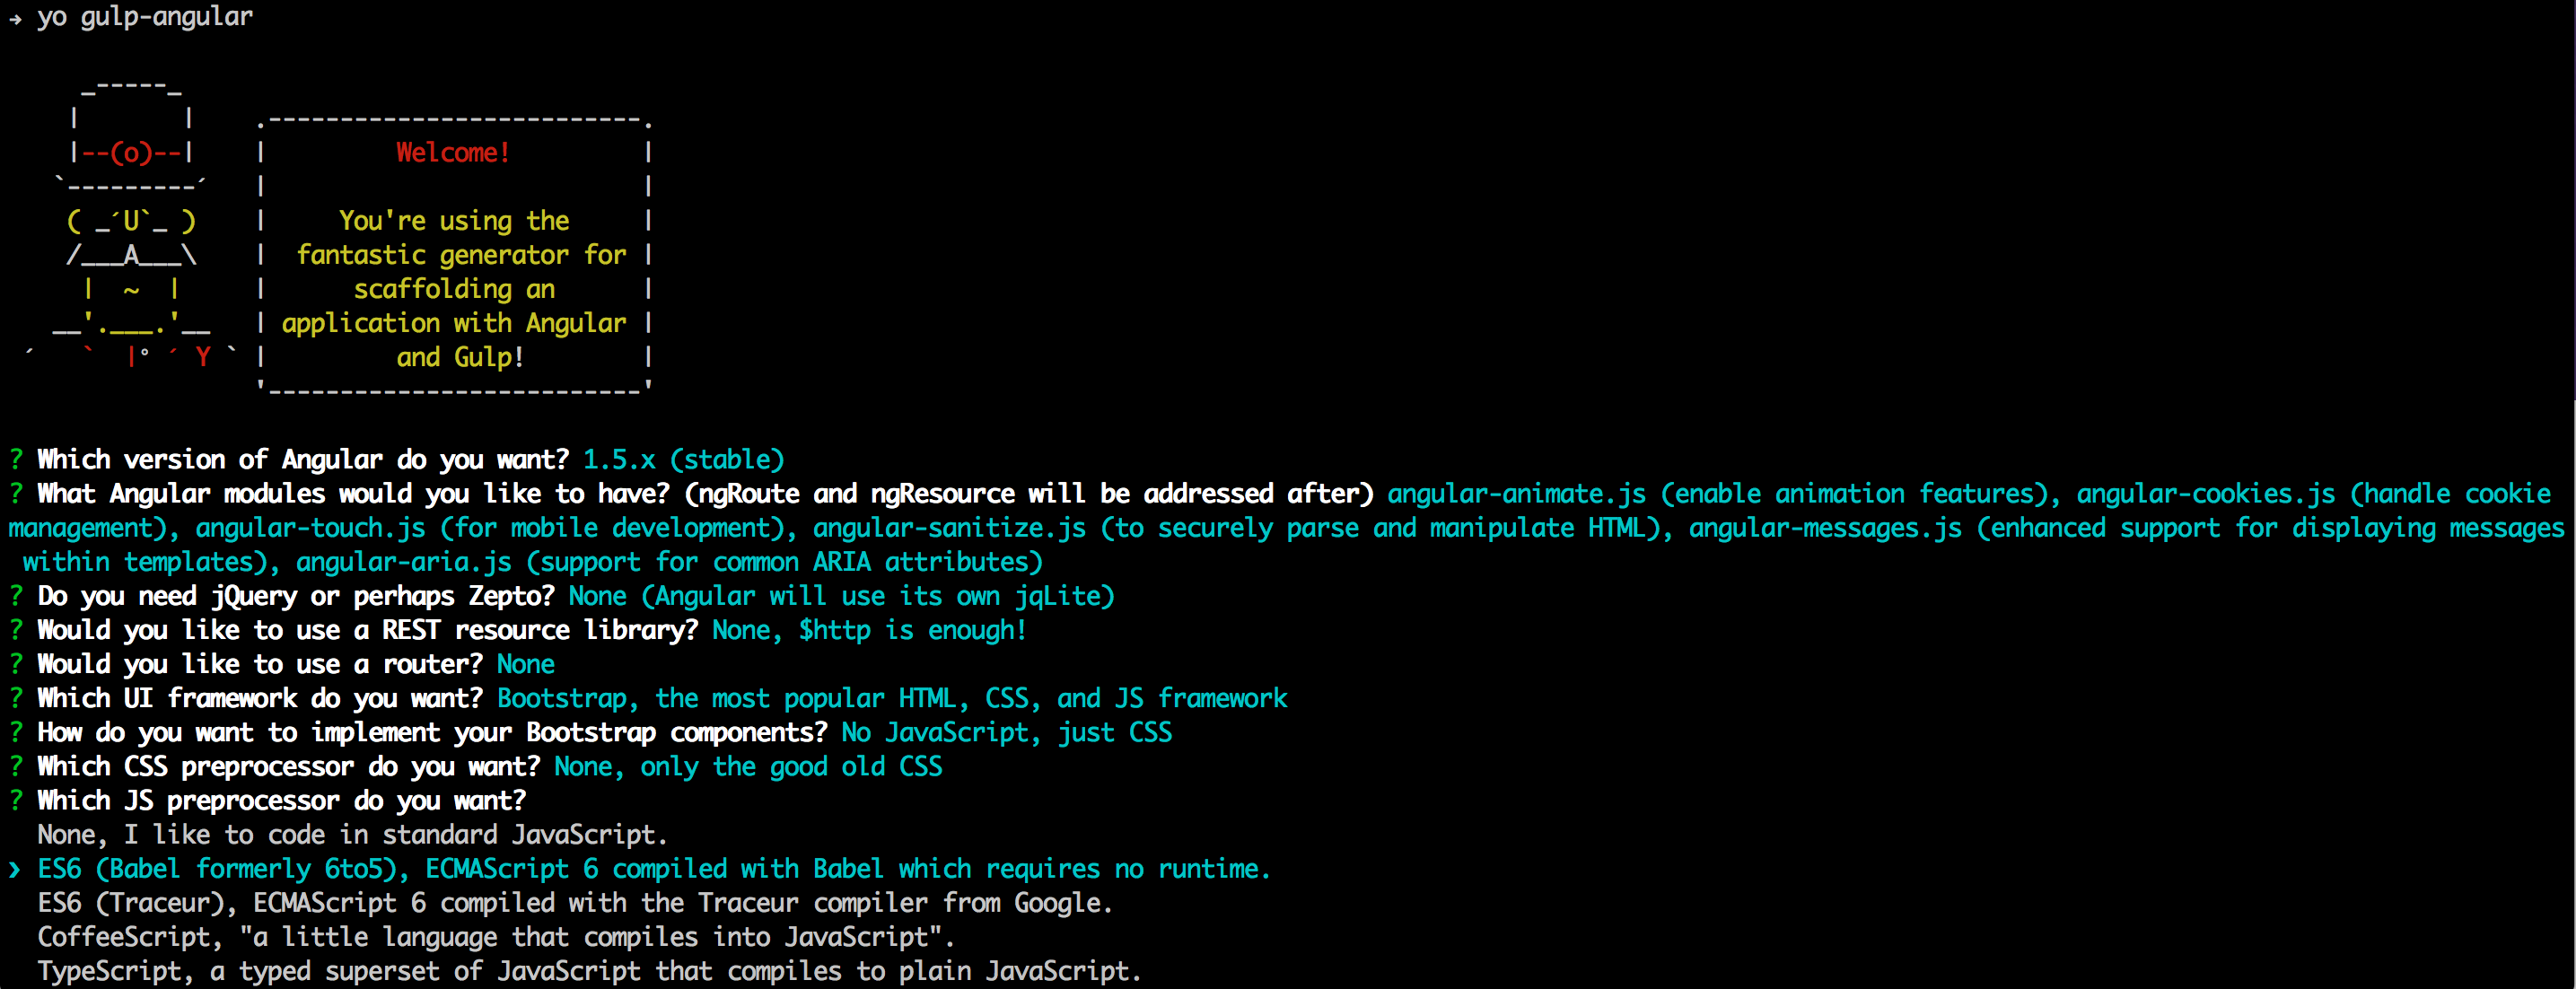 → yo gulp-angular
     _-----_
    |       |    .--------------------------.
    |--(o)--|    |         Welcome!         |
   `---------´   |                          |
    ( _´U`_ )    |     You're using the     |
    /___A___\    |  fantastic generator for |
     |  ~  |     |      scaffolding an      |
   __'.___.'__   | application with Angular |
 ´   `  |° ´ Y ` |         and Gulp!        |
                 '--------------------------'
? Which version of Angular do you want? 1.5.x (stable)
? What Angular modules would you like to have? (ngRoute and ngResource will be addressed after) angular-animate.js (enable animation features), angular-cookies.js (handle cookie
management), angular-touch.js (for mobile development), angular-sanitize.js (to securely parse and manipulate HTML), angular-messages.js (enhanced support for displaying messages
 within templates), angular-aria.js (support for common ARIA attributes)
? Do you need jQuery or perhaps Zepto? None (Angular will use its own jqLite)
? Would you like to use a REST resource library? None, $http is enough!
? Would you like to use a router? None
? Which UI framework do you want? Bootstrap, the most popular HTML, CSS, and JS framework
? How do you want to implement your Bootstrap components? No JavaScript, just CSS
? Which CSS preprocessor do you want? None, only the good old CSS
? Which JS preprocessor do you want?
  None, I like to code in standard JavaScript.
❯ ES6 (Babel formerly 6to5), ECMAScript 6 compiled with Babel which requires no runtime.
  ES6 (Traceur), ECMAScript 6 compiled with the Traceur compiler from Google.
  CoffeeScript, "a little language that compiles into JavaScript".
  TypeScript, a typed superset of JavaScript that compiles to plain JavaScript.